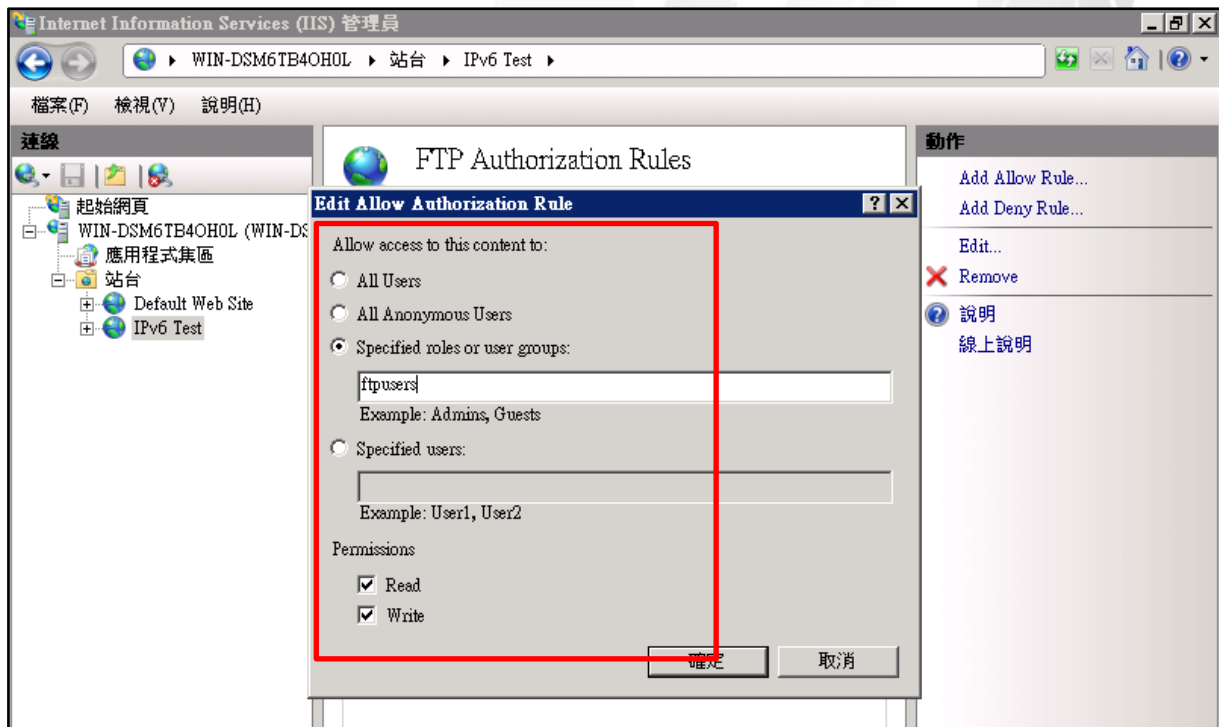 Internet Information Services (IIS) 管理員
WIN-DSM6TB4OH0L ▸ 站台 ▸ IPv6 Test ▸
檔案(F) 檢視(V) 說明(H)
連線
起始網頁
WIN-DSM6TB4OH0L (WIN-DS
應用程式集區
站台
Default Web Site
IPv6 Test
FTP Authorization Rules
Edit Allow Authorization Rule
Allow access to this content to:
All Users
All Anonymous Users
Specified roles or user groups:
ftpusers
Example: Admins, Guests
Specified users:
Example: User1, User2
Permissions
Read
Write
確定 取消
動作
Add Allow Rule...
Add Deny Rule...
Edit...
Remove
說明
線上說明